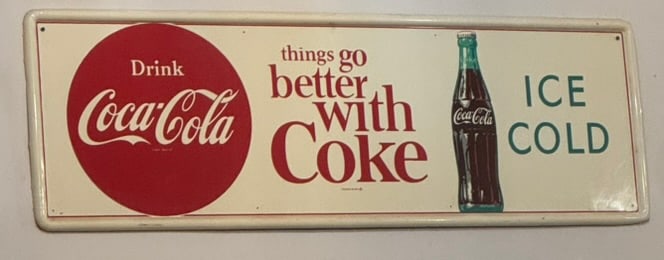 Drink
Coca-Cola
things go
better
with
Coke
Coca-Cola
ICE
COLD